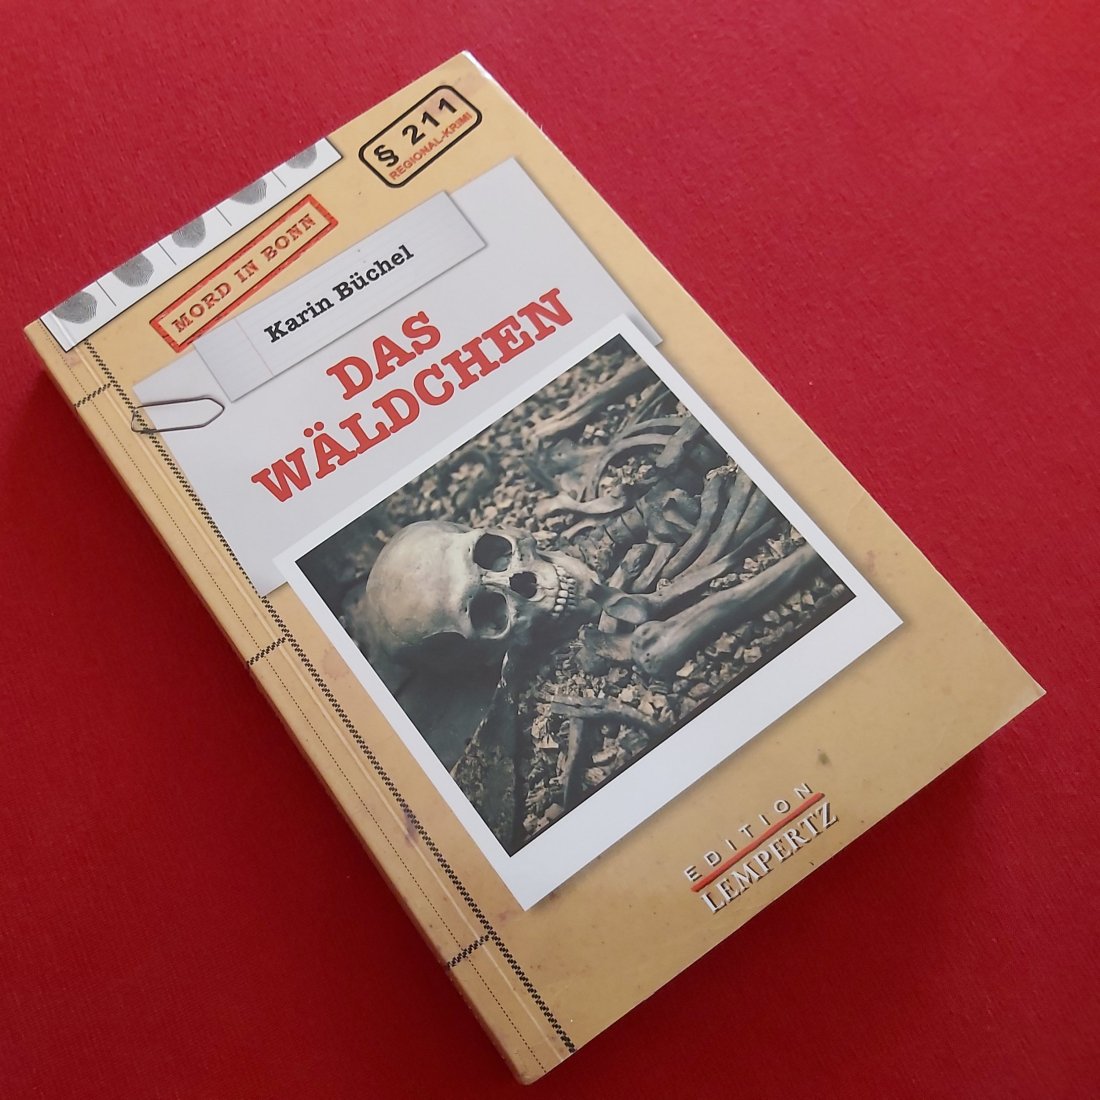 § 211
REGIONAL-KRIMI
MORD IN BONN
Karin Büchel
DAS
WÄLDCHEN
EDITION
LEMPERTZ